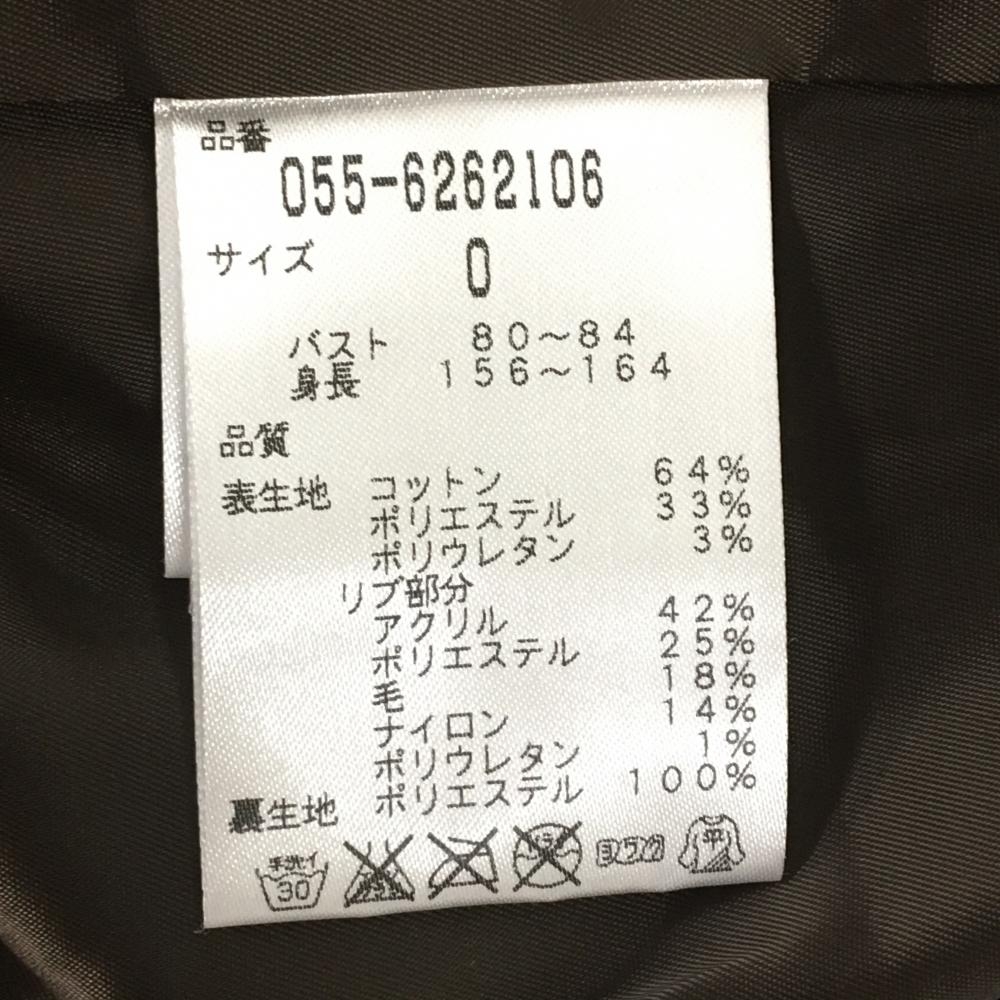 品番
055-6262106
サイズ 0
バスト 80～84
身長 156～164
品質
表生地 コットン 64%
ポリエステル 33%
ポリウレタン 3%
リブ部分
アクリル 42%
ポリエステル 25%
毛 18%
ナイロン 14%
ポリウレタン 1%
裏生地 ポリエステル 100%
手洗イ 30 ヨワク 平